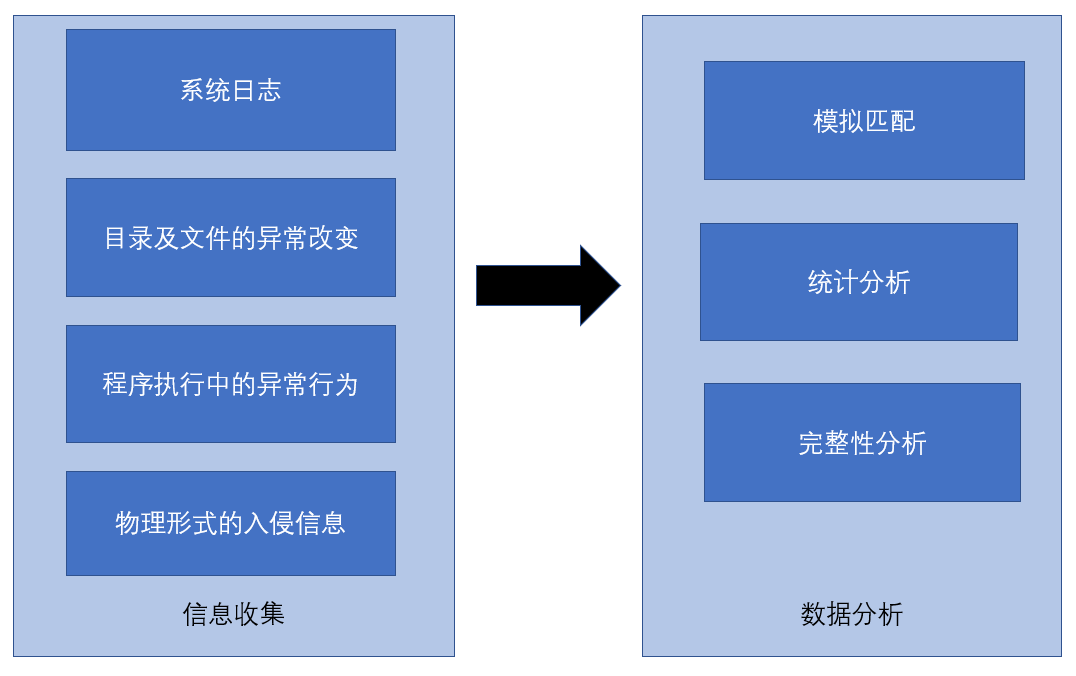 系统日志
目录及文件的异常改变
程序执行中的异常行为
物理形式的入侵信息
信息收集
模拟匹配
统计分析
完整性分析
数据分析